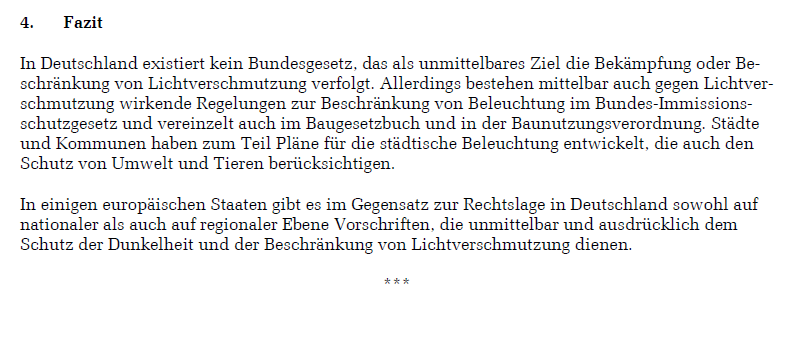 4. Fazit
In Deutschland existiert kein Bundesgesetz, das als unmittelbares Ziel die Bekämpfung oder Be-
schränkung von Lichtverschmutzung verfolgt. Allerdings bestehen mittelbar auch gegen Lichtver-
schmutzung wirkende Regelungen zur Beschränkung von Beleuchtung im Bundes-Immissions-
schutzgesetz und vereinzelt auch im Baugesetzbuch und in der Baunutzungsverordnung. Städte
und Kommunen haben zum Teil Pläne für die städtische Beleuchtung entwickelt, die auch den
Schutz von Umwelt und Tieren berücksichtigen.
In einigen europäischen Staaten gibt es im Gegensatz zur Rechtslage in Deutschland sowohl auf
nationaler als auch auf regionaler Ebene Vorschriften, die unmittelbar und ausdrücklich dem
Schutz der Dunkelheit und der Beschränkung von Lichtverschmutzung dienen.
***